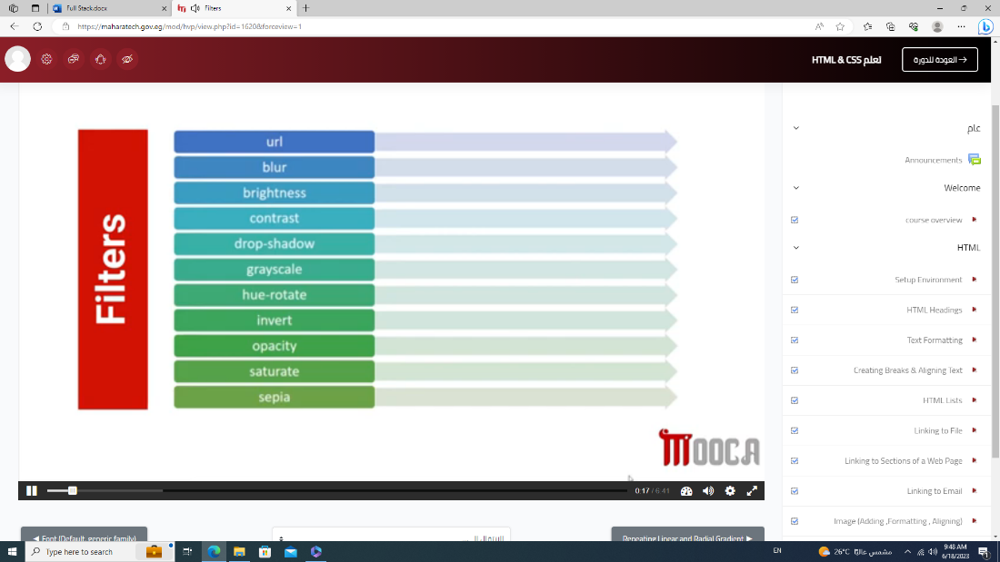 Full Stack.docx
Filters
https://maharatech.gov.eg/mod/hvp/view.php?id=1620&forceview=1
تعلم HTML & CSS
العودة للدورة
Filters
url
blur
brightness
contrast
drop-shadow
grayscale
hue-rotate
invert
opacity
saturate
sepia
MOOCA
0:17 / 6:41
عام
Announcements
Welcome
course overview
HTML
Setup Environment
HTML Headings
Text Formatting
Creating Breaks & Aligning Text
HTML Lists
Linking to File
Linking to Sections of a Web Page
Linking to Email
Image (Adding ,Formatting , Aligning)
◄ Font (Default, generic family)
Repeating Linear and Radial Gradient ►
Type here to search
EN
26°C مشمس غالبًا
9:48 AM
6/18/2023